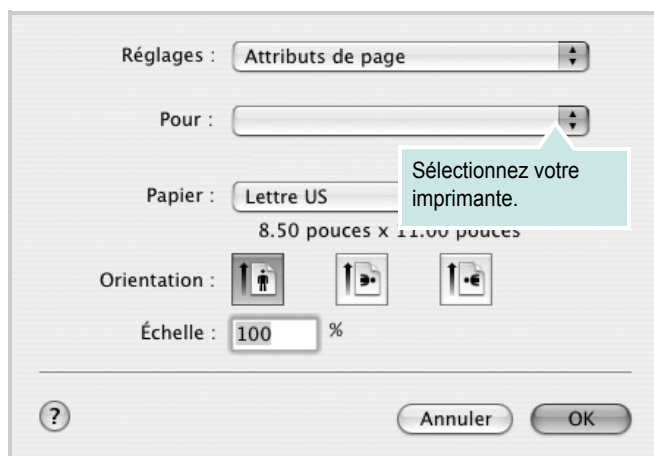 Réglages : Attributs de page
Pour :
Sélectionnez votre
imprimante.
Papier : Lettre US
8.50 pouces x 11.00 pouces
Orientation :
Échelle : 100 %
? Annuler OK